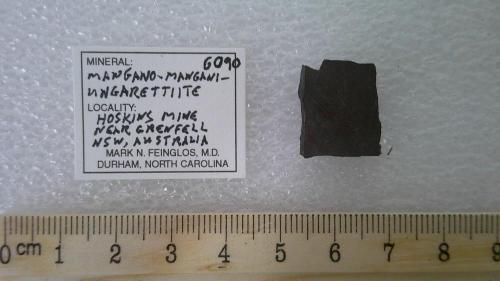 MINERAL: 6090
MANGANO-MANGANI-
UNGARETTIITE
LOCALITY:
HOSKINS MINE
NEAR GRENFELL
NSW, AUSTRALIA
MARK N. FEINGLOS, M.D.
DURHAM, NORTH CAROLINA
0 cm 1 2 3 4 5 6 7 8 9